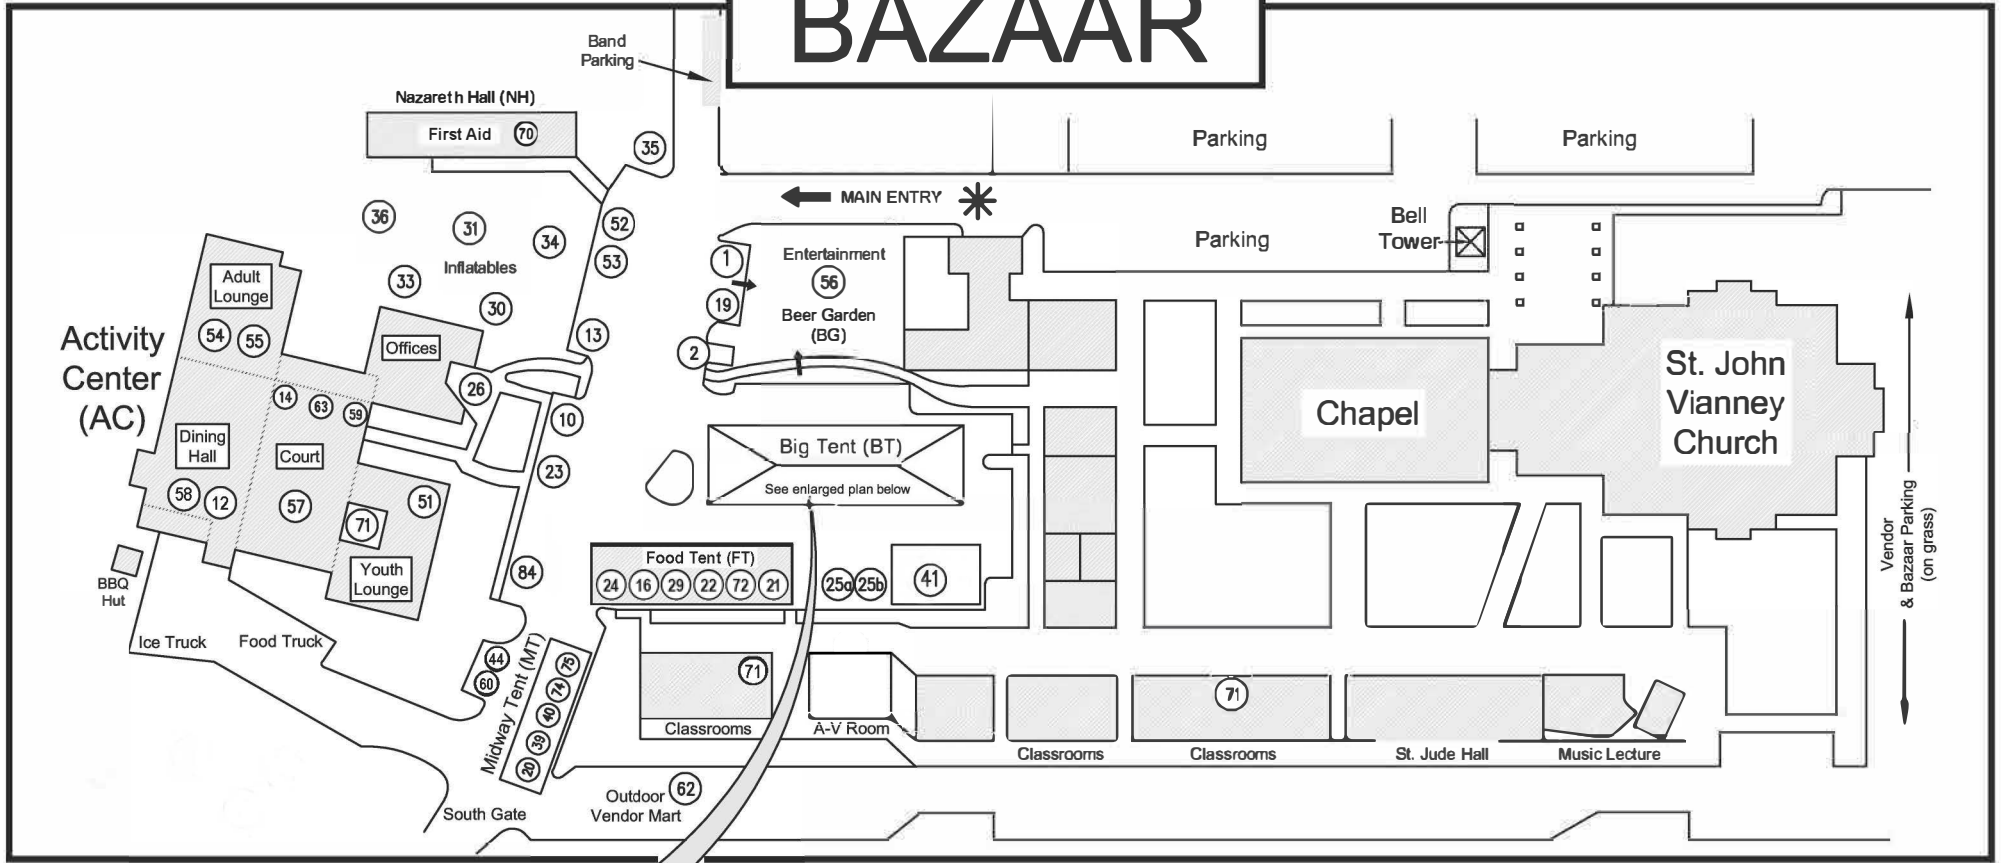 BAZAAR
Band
Parking
Nazareth Hall (NH)
First Aid 70
35
Parking
Parking
MAIN ENTRY
36
31
34
52
53
Inflatables
33
30
13
1
19
2
Entertainment
56
Beer Garden
(BG)
Parking
Bell
Tower
Adult
Lounge
54 55
Activity
Center
(AC)
Offices
26
14 63 59
10
Dining
Hall
Court
23
58 12
57
51
71
Youth
Lounge
84
BBQ
Hut
Ice Truck
Food Truck
Big Tent (BT)
See enlarged plan below
Food Tent (FT)
24 16 29 22 72 21
25a 25b
41
Chapel
St. John
Vianney
Church
Vendor
& Bazaar Parking
(on grass)
44
60
Midway Tent (MT)
75
74
40
39
20
71
Classrooms
A-V Room
Classrooms
71
Classrooms
St. Jude Hall
Music Lecture
South Gate
Outdoor 62
Vendor Mart